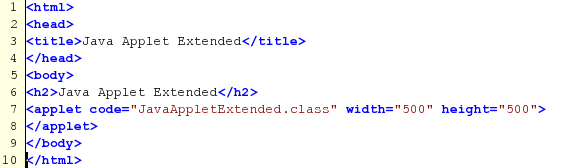 1 <html>
2 <head>
3 <title>Java Applet Extended</title>
4 </head>
5 <body>
6 <h2>Java Applet Extended</h2>
7 <applet code="JavaAppletExtended.class" width="500" height="500">
8 </applet>
9 </body>
10 </html>